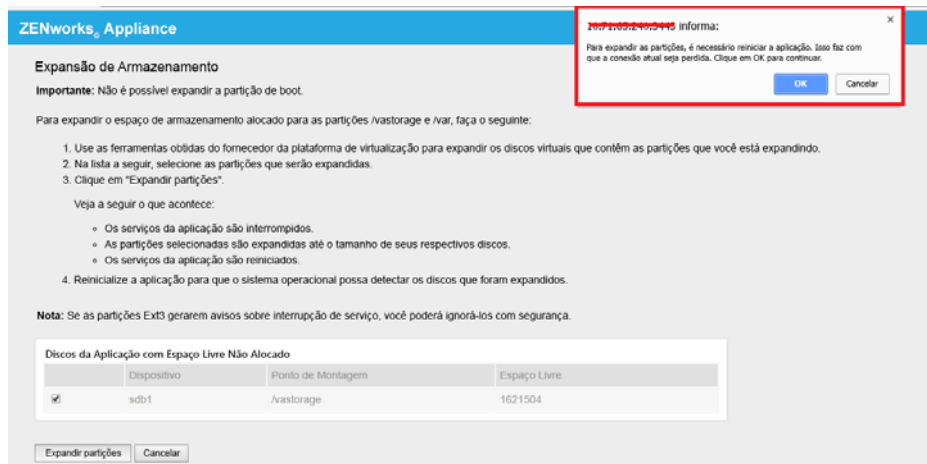 ZENworks® Appliance
Expansão de Armazenamento
Importante: Não é possível expandir a partição de boot.
Para expandir o espaço de armazenamento alocado para as partições /vastorage e /var, faça o seguinte:
1. Use as ferramentas obtidas do fornecedor da plataforma de virtualização para expandir os discos virtuais que contêm as partições que você está expandindo.
2. Na lista a seguir, selecione as partições que serão expandidas.
3. Clique em "Expandir partições".
Veja a seguir o que acontece:
Os serviços da aplicação são interrompidos.
As partições selecionadas são expandidas até o tamanho de seus respectivos discos.
Os serviços da aplicação são reiniciados.
4. Reinicialize a aplicação para que o sistema operacional possa detectar os discos que foram expandidos.
Nota: Se as partições Ext3 gerarem avisos sobre interrupção de serviço, você poderá ignorá-los com segurança.
Discos da Aplicação com Espaço Livre Não Alocado
Dispositivo Ponto de Montagem Espaço Livre
sdb1 /vastorage 1621504
Expandir partições Cancelar
informa:
Para expandir as partições, é necessário reiniciar a aplicação. Isso faz com
que a conexão atual seja perdida. Clique em OK para continuar.
OK Cancelar